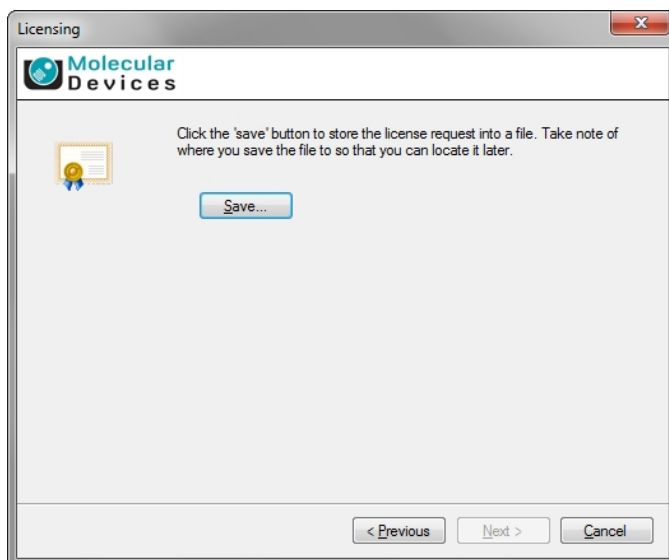 Licensing
Molecular
Devices
Click the 'save' button to store the license request into a file. Take note of
where you save the file to so that you can locate it later.
Save...
< Previous Next > Cancel